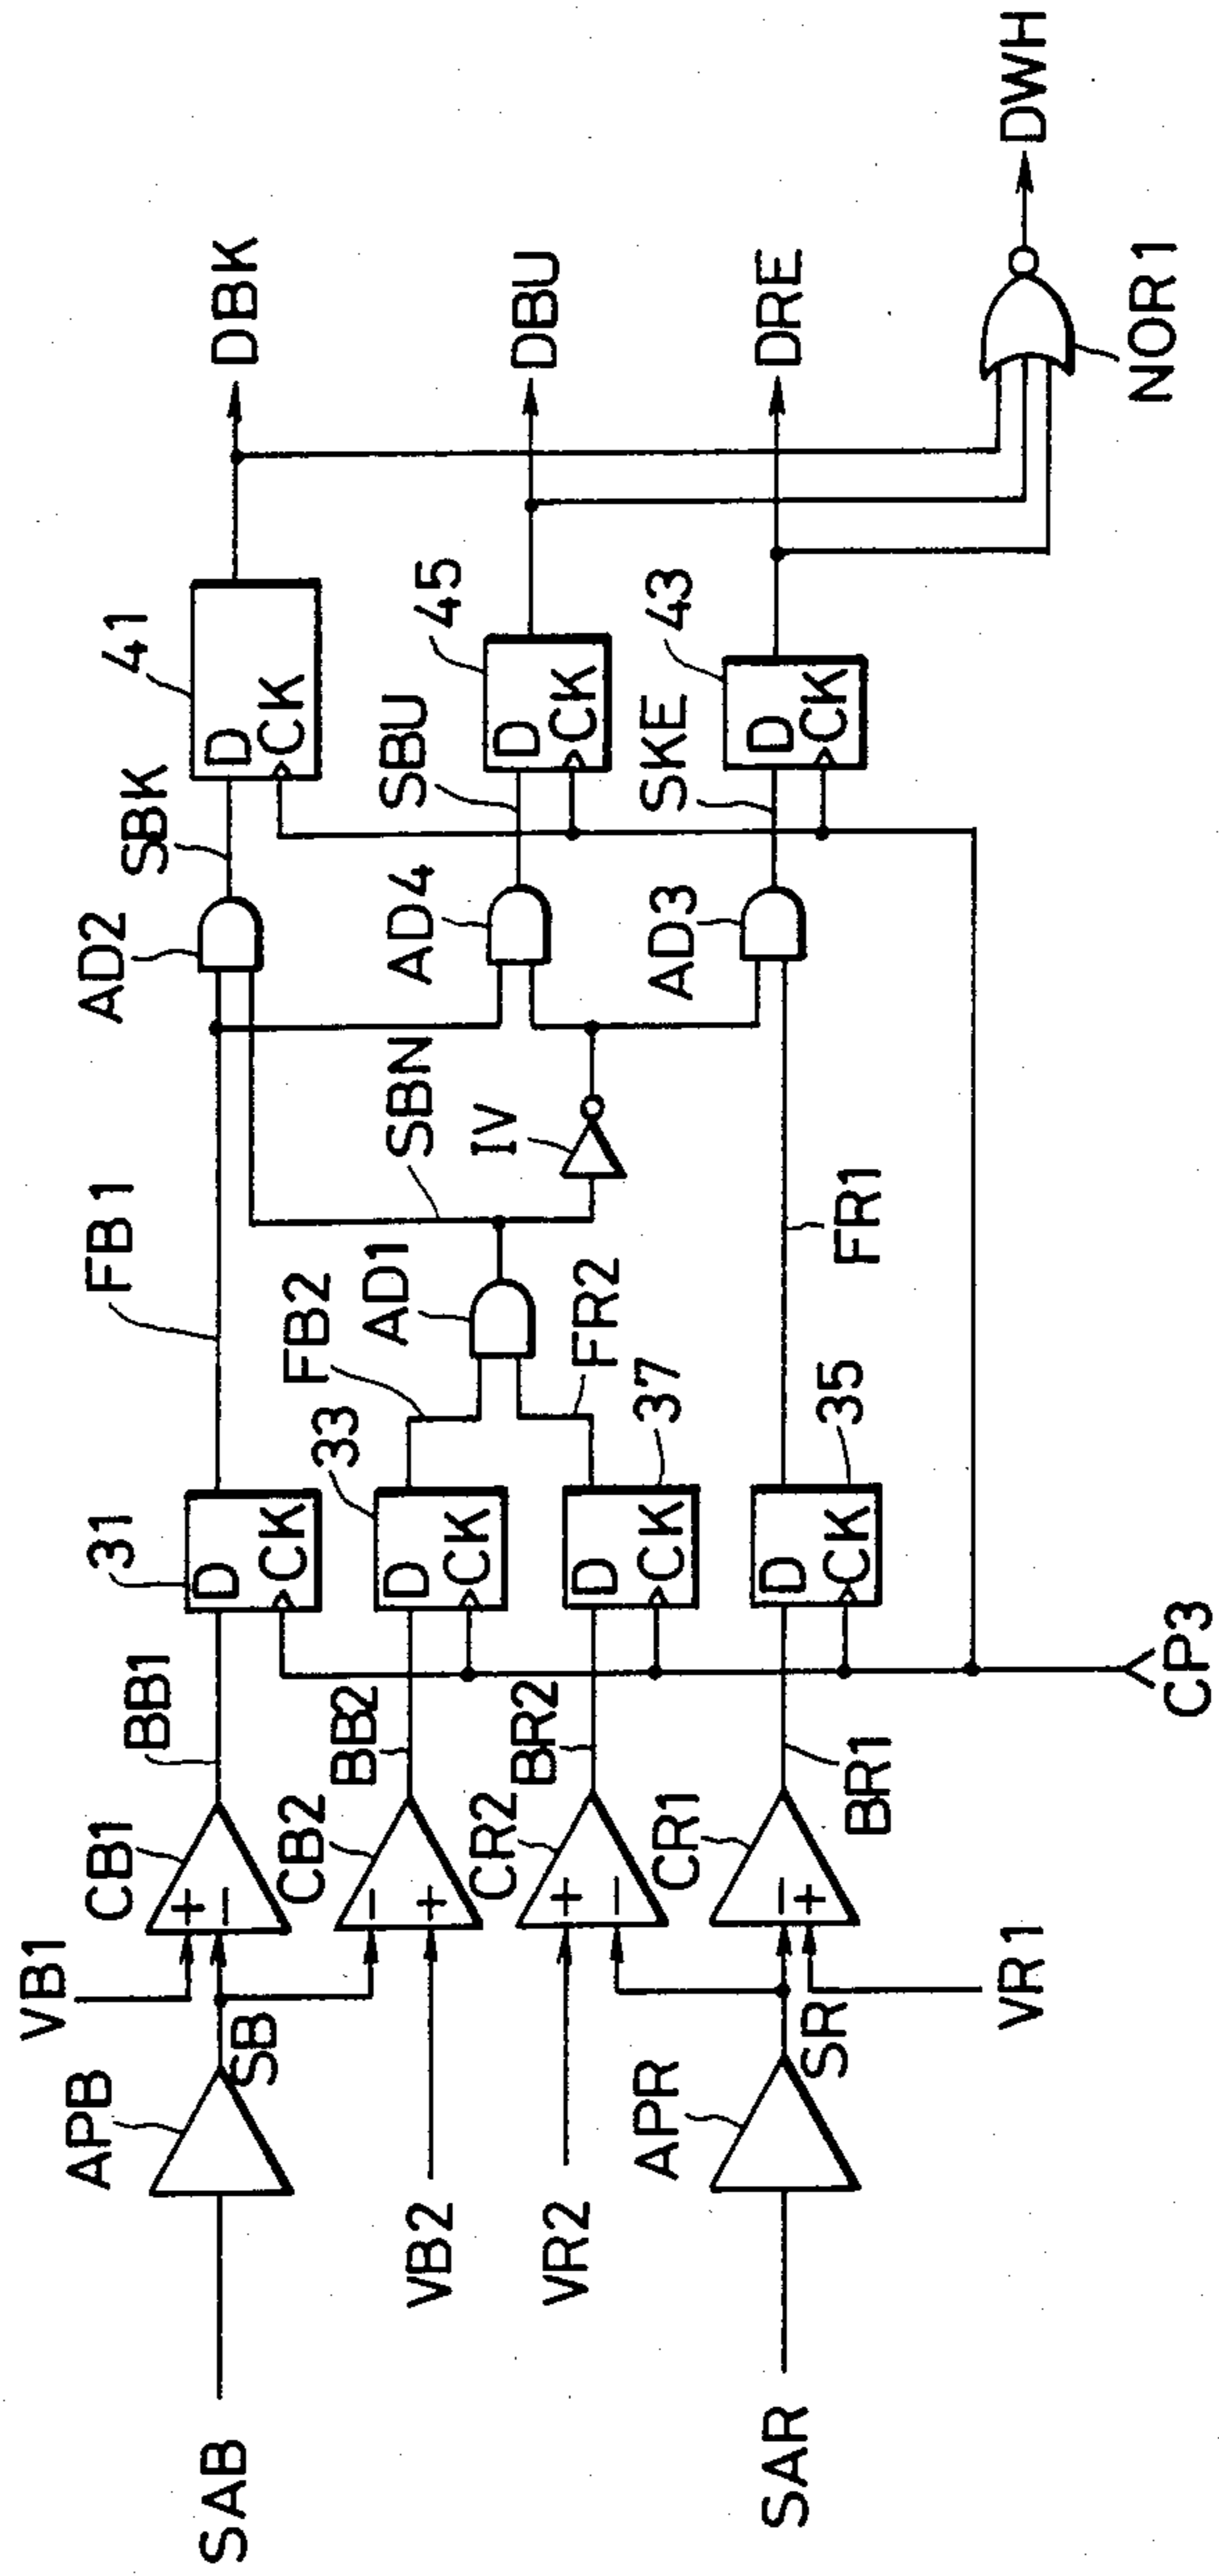 SAB
APB
SB
VB1
CB1
+
−
BB1
31
D
CK
FB1
AD2
SBK
41
D
CK
DBK
VB2
CB2
−
+
BB2
33
D
CK
FB2
AD1
SBN
IV
AD4
SBU
45
D
CK
DBU
VR2
CR2
+
−
BR2
37
D
CK
FR2
SAR
APR
SR
VR1
CR1
−
+
BR1
35
D
CK
FR1
AD3
SKE
43
D
CK
DRE
CP3
NOR1
DWH